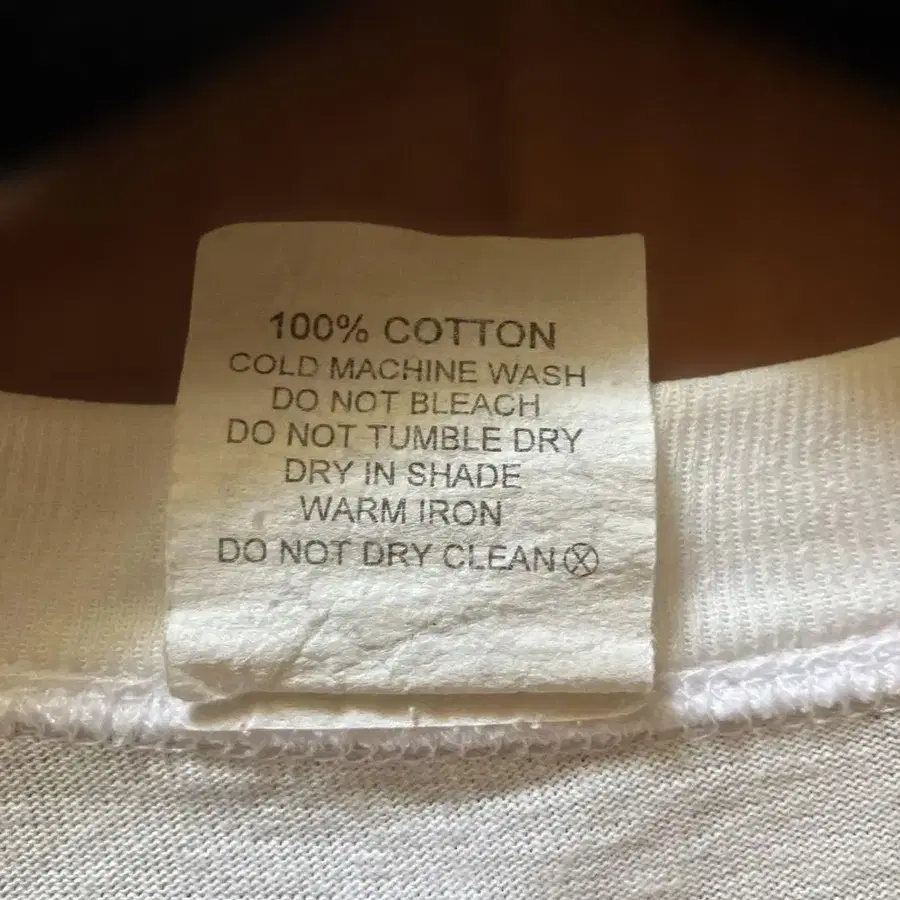 100% COTTON
COLD MACHINE WASH
DO NOT BLEACH
DO NOT TUMBLE DRY
DRY IN SHADE
WARM IRON
DO NOT DRY CLEAN